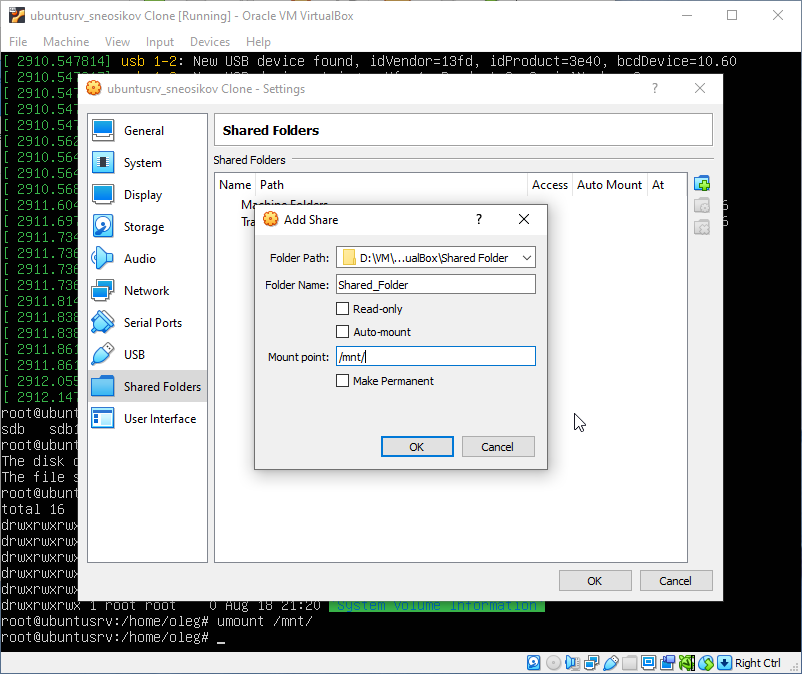 ubuntusrv_sneosikov Clone [Running] - Oracle VM VirtualBox
File Machine View Input Devices Help
[ 2910.547814] usb 1-2: New USB device found, idVendor=13fd, idProduct=3e40, bcdDevice=10.60
ubuntusrv_sneosikov Clone - Settings
?
General
System
Display
Storage
Audio
Network
Serial Ports
USB
Shared Folders
User Interface
Shared Folders
Shared Folders
Name Path Access Auto Mount At
Add Share
?
Folder Path: D:\VM\...ualBox\Shared Folder
Folder Name: Shared_Folder
Read-only
Auto-mount
Mount point: /mnt/
Make Permanent
OK Cancel
OK Cancel
[ 2910.547
[ 2910.547
[ 2910.547
[ 2910.547
[ 2910.562
[ 2910.564
[ 2910.564
[ 2910.568
[ 2911.604
[ 2911.697
[ 2911.734
[ 2911.736
[ 2911.736
[ 2911.736
[ 2911.736
[ 2911.814
[ 2911.838
[ 2911.838
[ 2911.861
[ 2911.861
[ 2912.055
[ 2912.147
root@ubuntu
sdb sdb1
root@ubuntu
The disk
The file s
root@ubunt
total 16
drwxrwxrwx
drwxrwxrwx
drwxrwxrwx
drwxrwxrwx
drwxrwxrwx
drwxrwxrwx 1 root root 0 Aug 18 21:20 System Volume Information
root@ubuntusrv:/home/oleg# umount /mnt/
root@ubuntusrv:/home/oleg# _
Right Ctrl